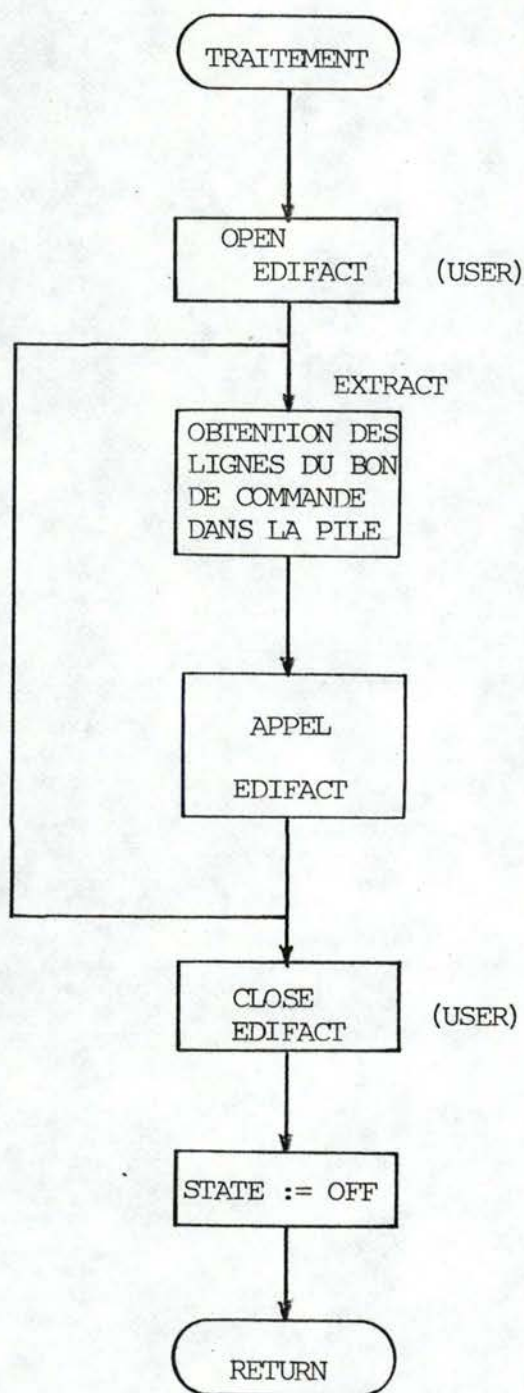 TRAITEMENT
OPEN
EDIFACT
(USER)
EXTRACT
OBTENTION DES
LIGNES DU BON
DE COMMANDE
DANS LA PILE
APPEL
EDIFACT
CLOSE
EDIFACT
(USER)
STATE := OFF
RETURN